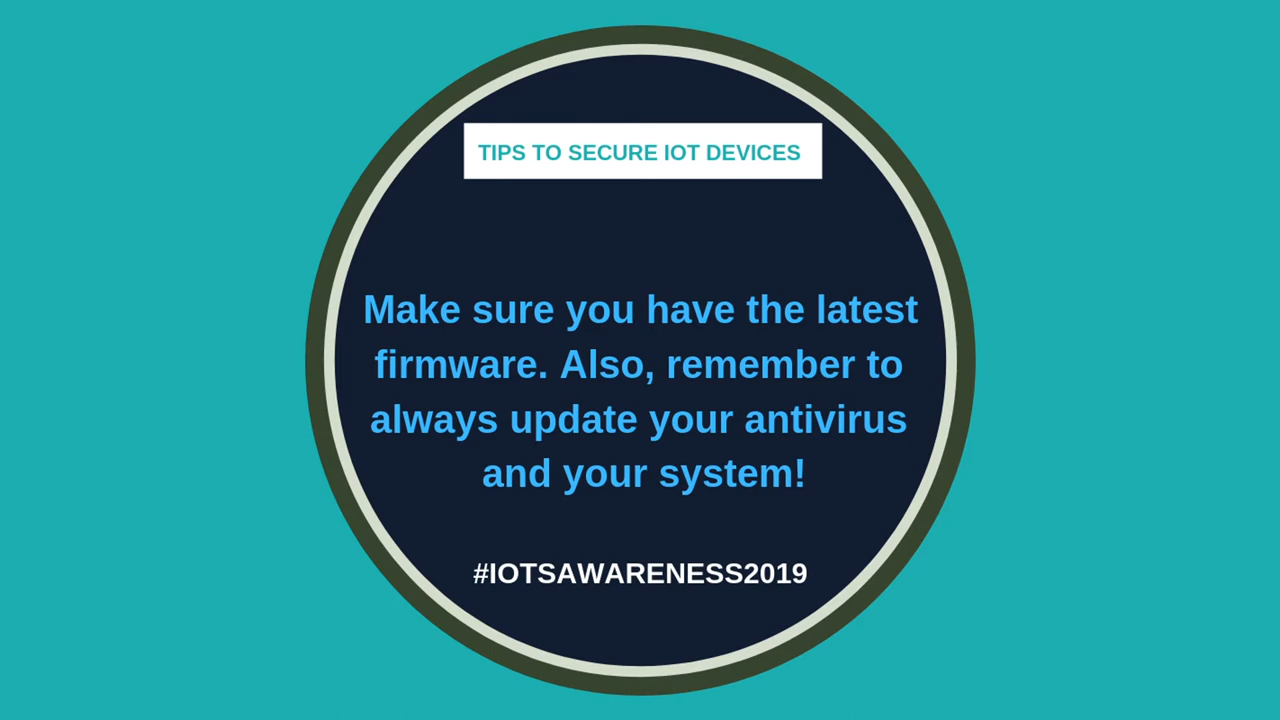 TIPS TO SECURE IOT DEVICES
Make sure you have the latest
firmware. Also, remember to
always update your antivirus
and your system!
#IOTSAWARENESS2019